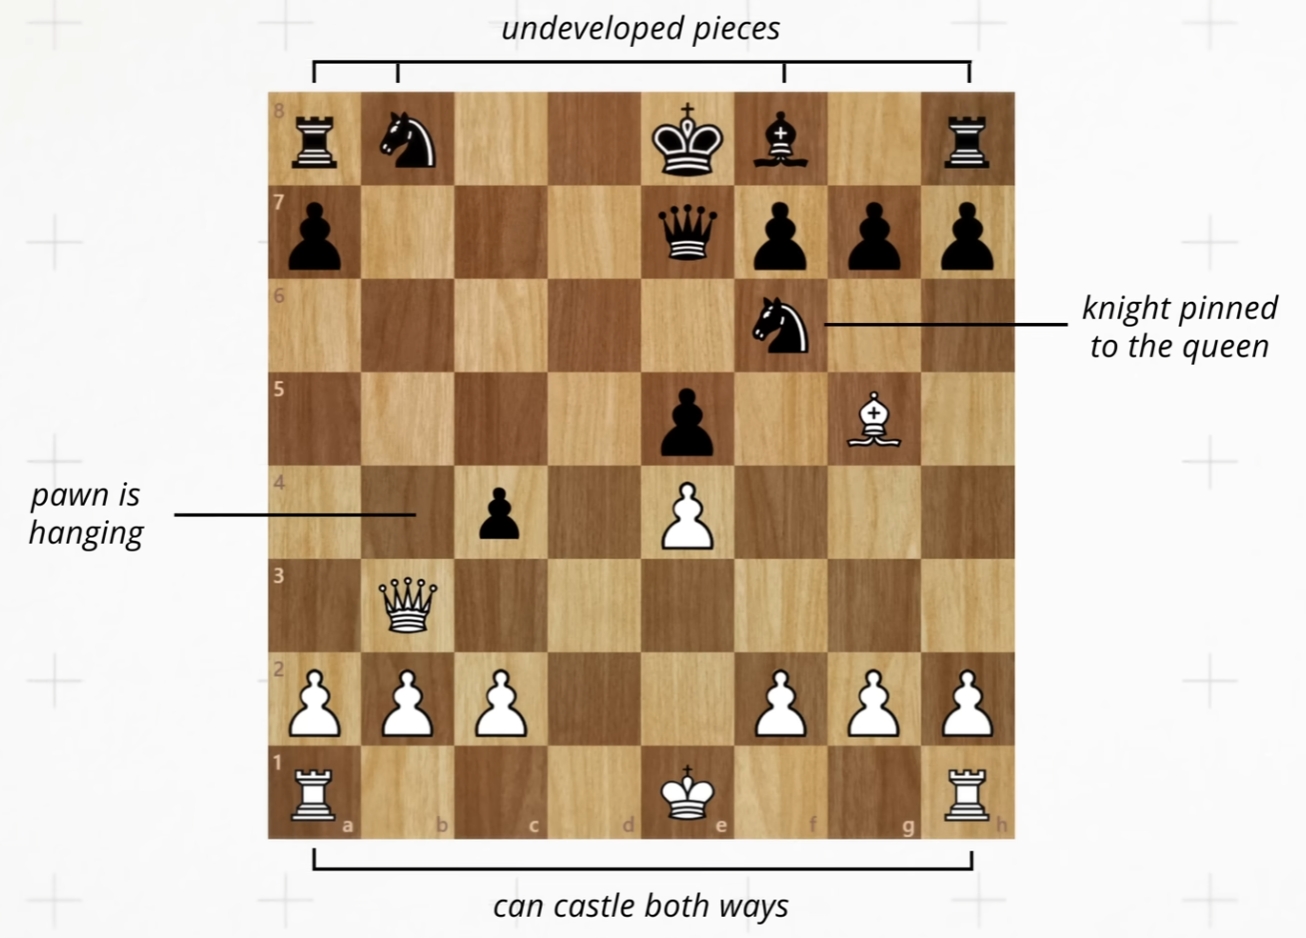 undeveloped pieces
8
7
6
knight pinned
to the queen
5
4
pawn is
hanging
3
2
1
a b c d e f g h
can castle both ways